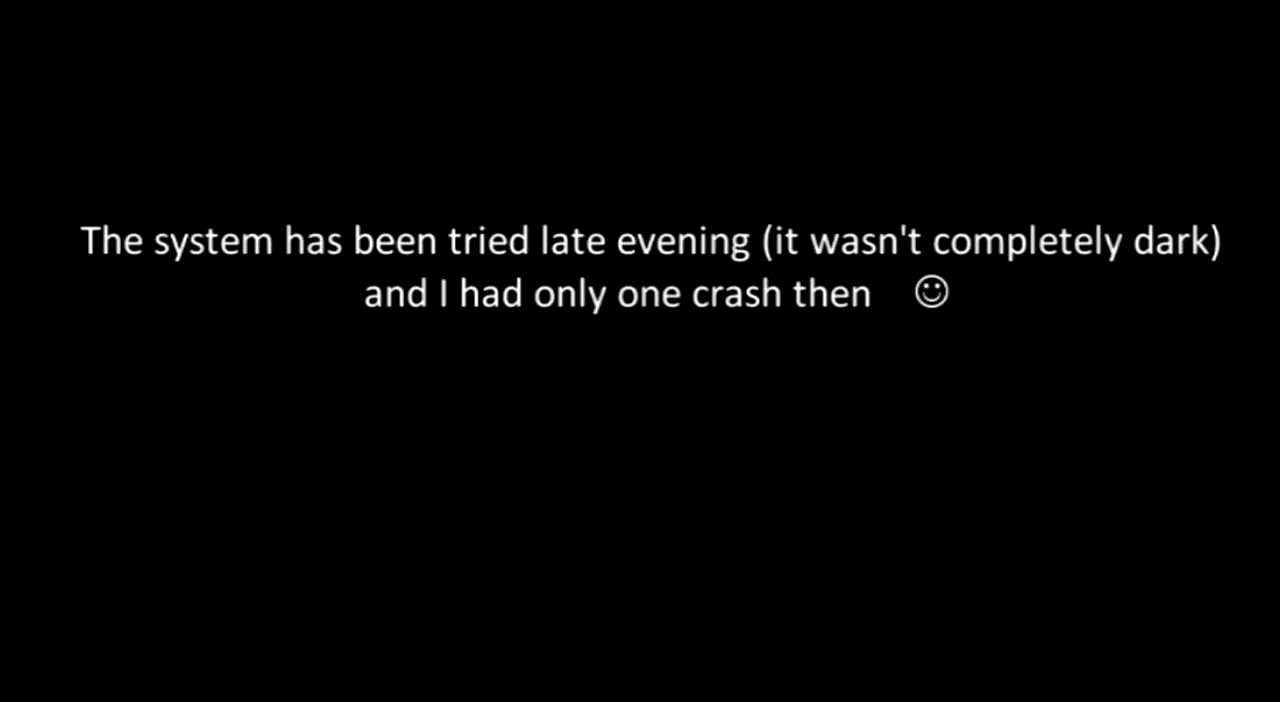 The system has been tried late evening (it wasn't completely dark)
and I had only one crash then ☺